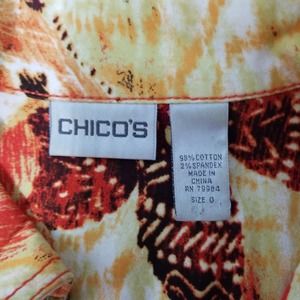 CHICO'S
98% COTTON
2% SPANDEX
MADE IN
CHINA
RN 79984
SIZE 0